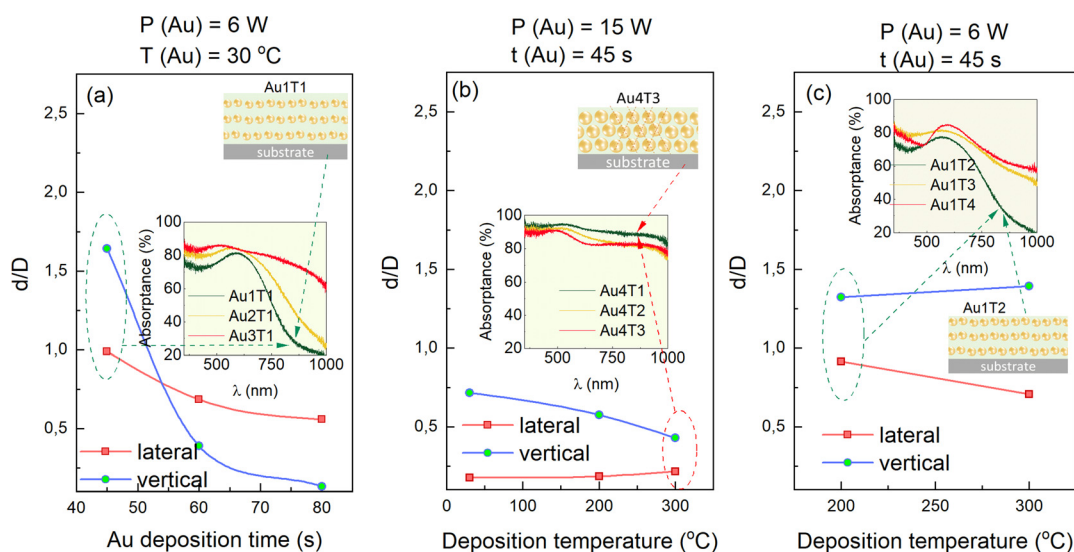 P (Au) = 6 W
T (Au) = 30 °C
(a)
Au1T1
substrate
2,5
2,0
1,5
1,0
0,5
d/D
100
80
60
40
20
Absorptance (%)
Au1T1
Au2T1
Au3T1
500
750
1000
λ (nm)
lateral
vertical
40
50
60
70
80
Au deposition time (s)
P (Au) = 15 W
t (Au) = 45 s
(b)
Au4T3
substrate
2,5
2,0
1,5
1,0
0,5
d/D
100
80
60
40
20
Absorptance (%)
Au4T1
Au4T2
Au4T3
500
750
1000
λ (nm)
lateral
vertical
0
100
200
300
Deposition temperature (°C)
P (Au) = 6 W
t (Au) = 45 s
(c)
2,5
2,0
1,5
1,0
0,5
d/D
100
80
60
40
20
Absorptance (%)
Au1T2
Au1T3
Au1T4
500
750
1000
λ (nm)
Au1T2
substrate
lateral
vertical
200
250
300
Deposition temperature (°C)